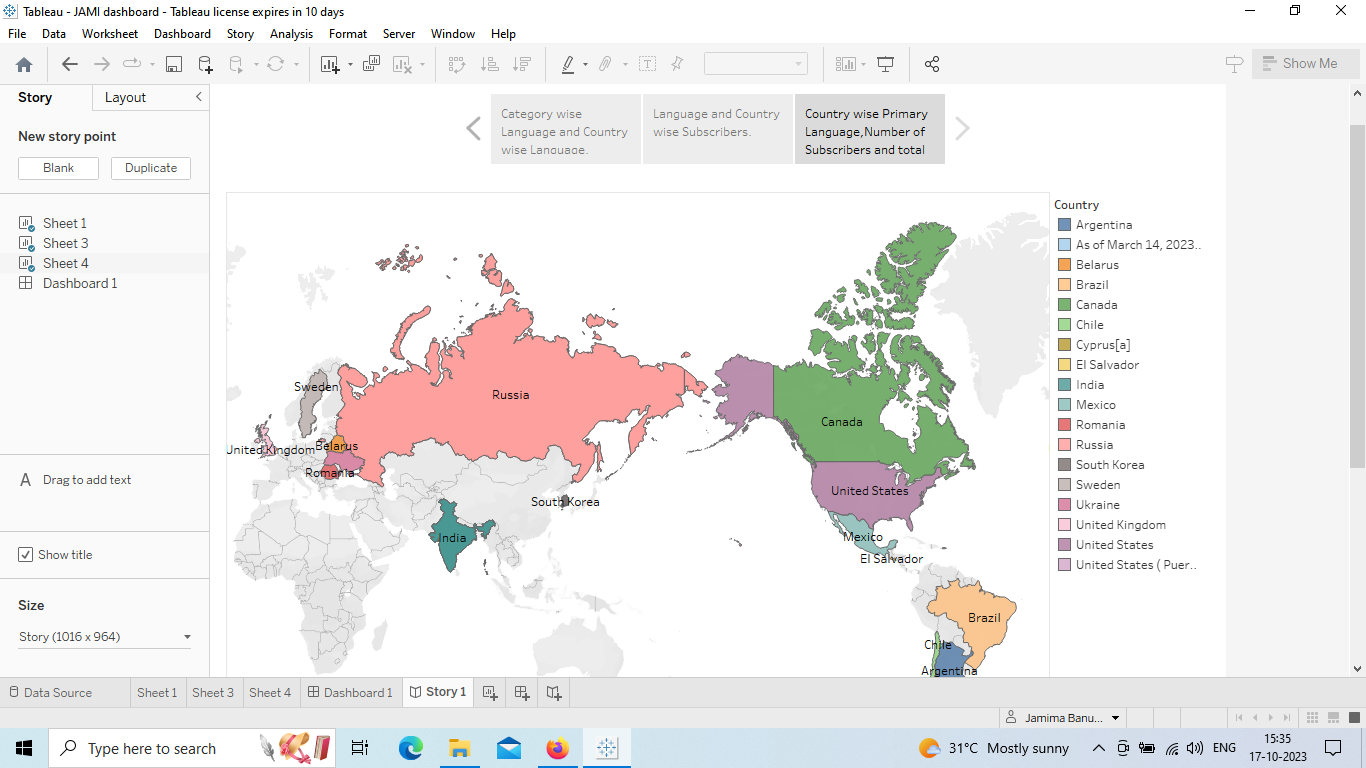 Tableau - JAMI dashboard - Tableau license expires in 10 days
File Data Worksheet Dashboard Story Analysis Format Server Window Help
Show Me
Story Layout
New story point
Blank Duplicate
Sheet 1
Sheet 3
Sheet 4
Dashboard 1
A Drag to add text
Show title
Size
Story (1016 x 964)
Category wise
Language and Country
wise Language.
Language and Country
wise Subscribers.
Country wise Primary
Language,Number of
Subscribers and total
Sweden
Russia
United Kingdom
Belarus
Romania
South Korea
India
Canada
United States
Mexico
El Salvador
Brazil
Chile
Argentina
Country
Argentina
As of March 14, 2023..
Belarus
Brazil
Canada
Chile
Cyprus[a]
El Salvador
India
Mexico
Romania
Russia
South Korea
Sweden
Ukraine
United Kingdom
United States
United States ( Puer..
Data Source Sheet 1 Sheet 3 Sheet 4 Dashboard 1 Story 1
Jamima Banu...
Type here to search
31°C Mostly sunny
ENG
15:35
17-10-2023